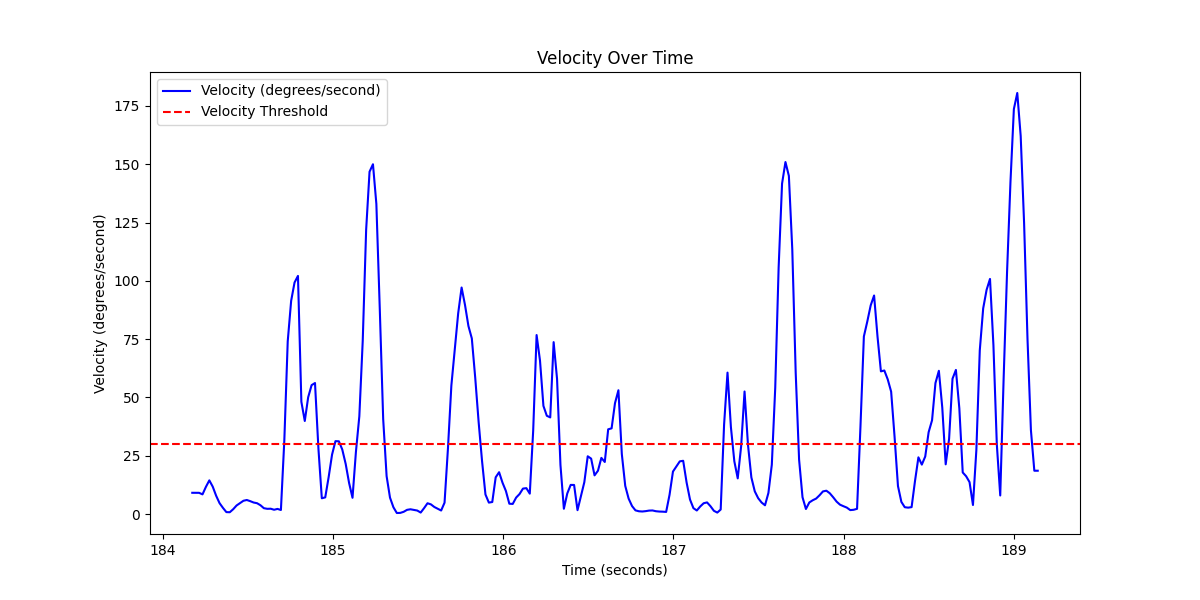 Velocity Over Time
Velocity (degrees/second)
Velocity Threshold
Velocity (degrees/second)
175
150
125
100
75
50
25
0
184 185 186 187 188 189
Time (seconds)